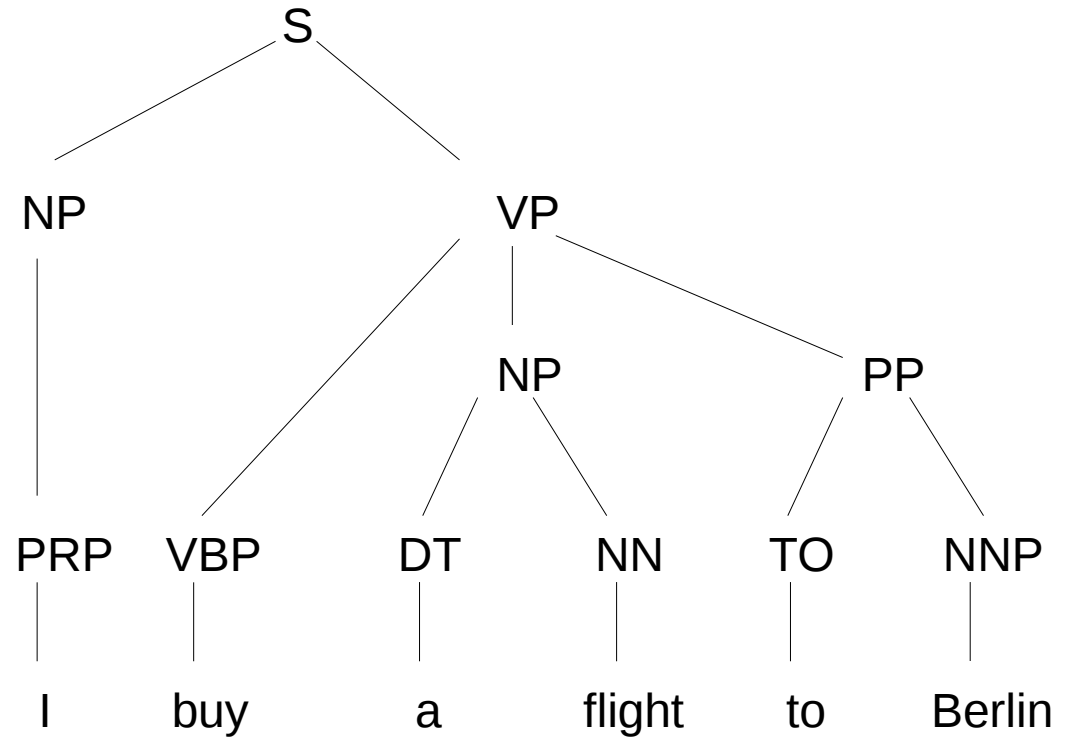 S
NP VP
NP PP
PRP VBP DT NN TO NNP
I buy a flight to Berlin